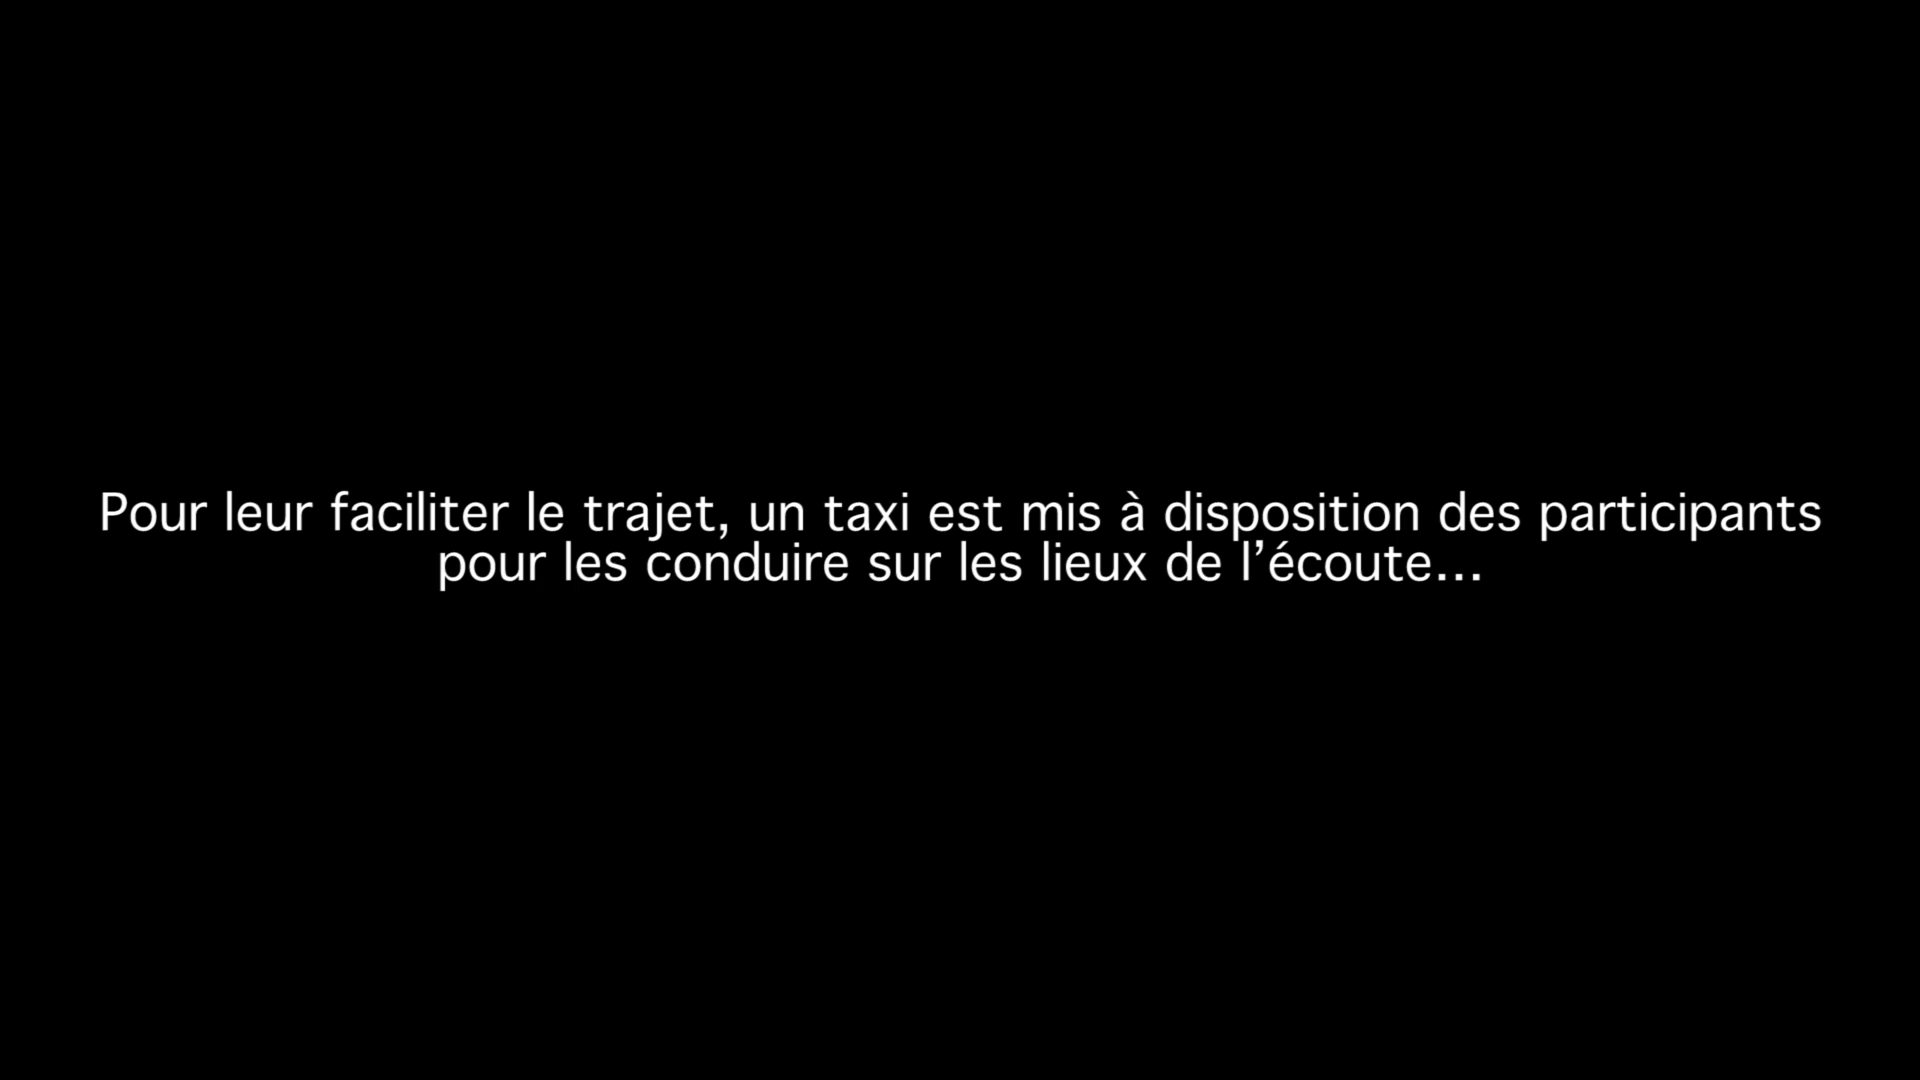 Pour leur faciliter le trajet, un taxi est mis à disposition des participants
pour les conduire sur les lieux de l’écoute...